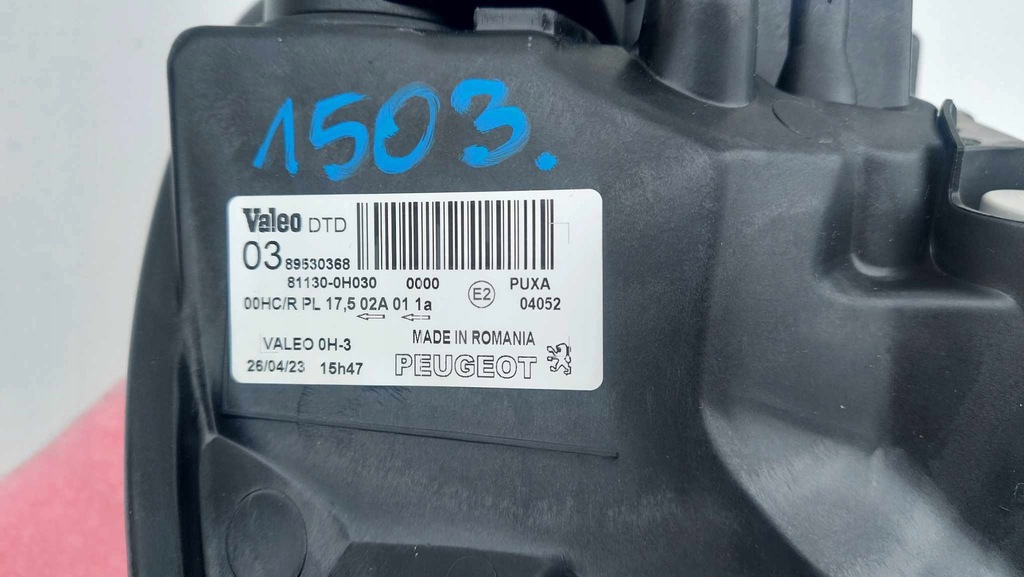 1503.
Valeo DTD
03 89530368
81130-0H030 0000 E2 PUXA
00HC/R PL 17,5 02A 01 1a 04052
VALEO 0H-3 MADE IN ROMANIA
26/04/23 15h47 PEUGEOT